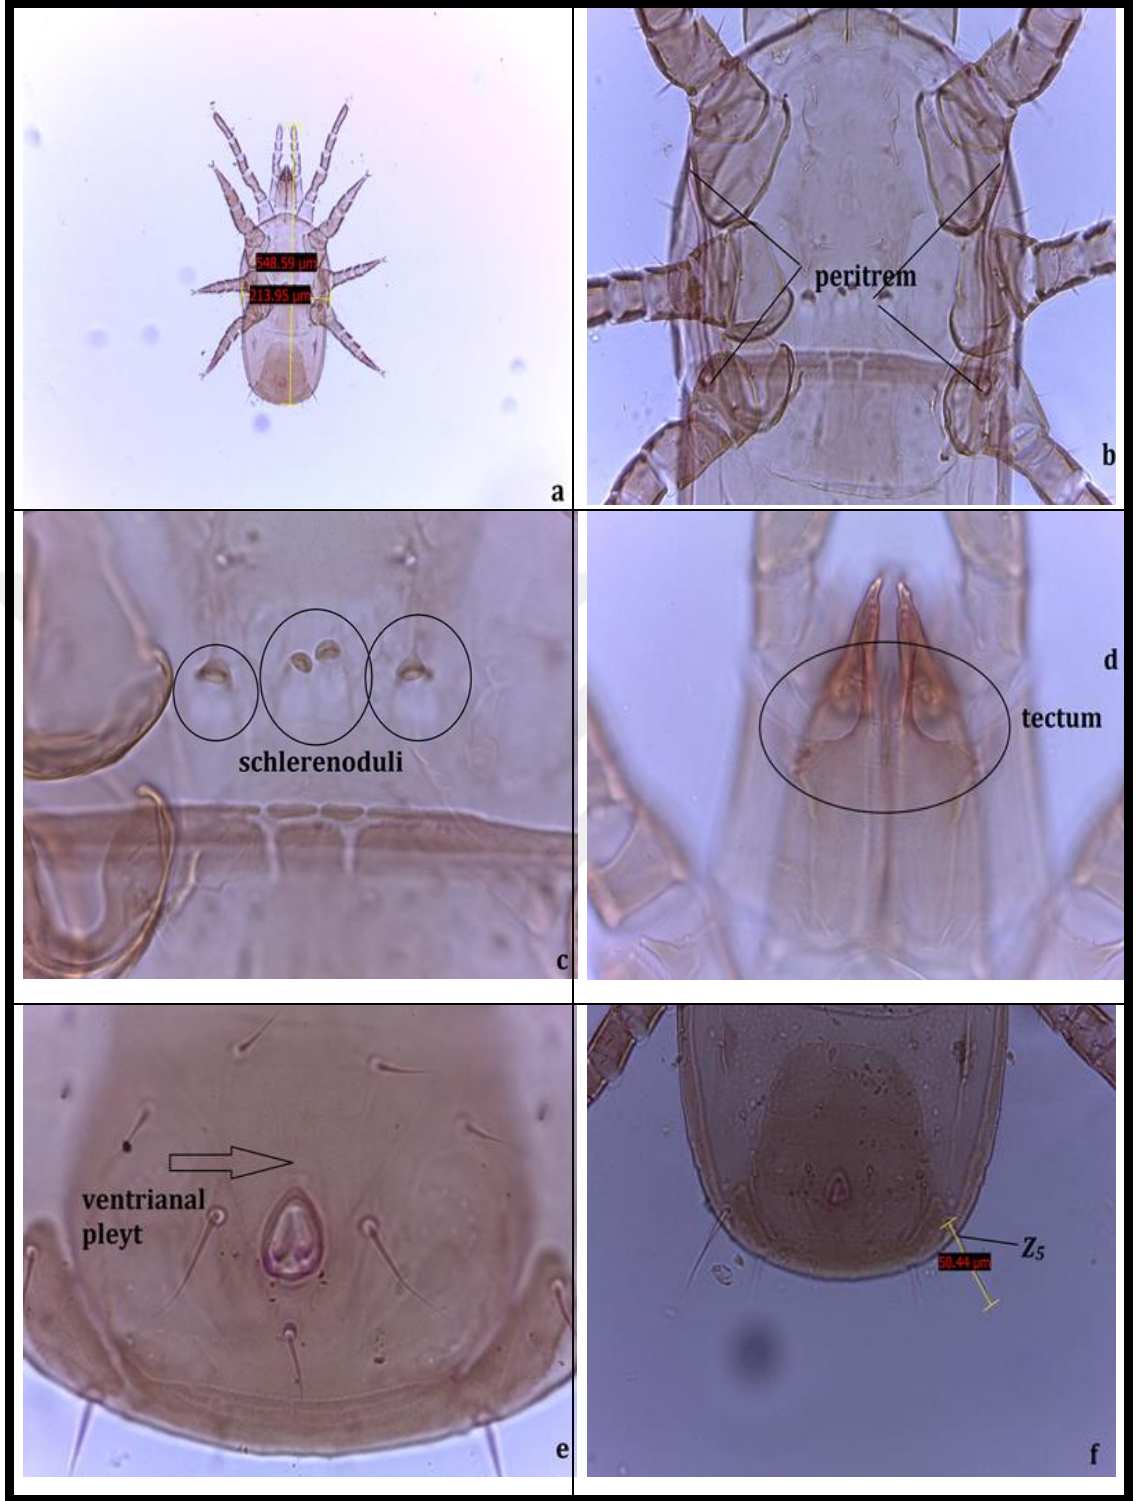 548.59 µm
213.95 µm
a
peritrem
b
schlerenoduli
c
d
tectum
ventrianal
pleyt
e
Z5
50.44 µm
f